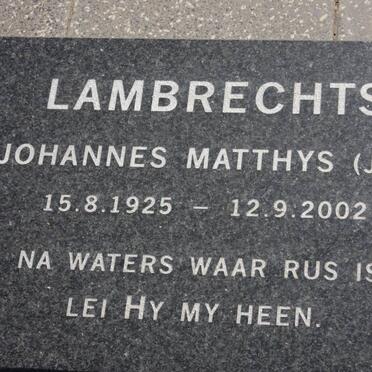 LAMBRECHTS
JOHANNES MATTHYS (J
15.8.1925 – 12.9.2002
NA WATERS WAAR RUS IS
LEI HY MY HEEN.